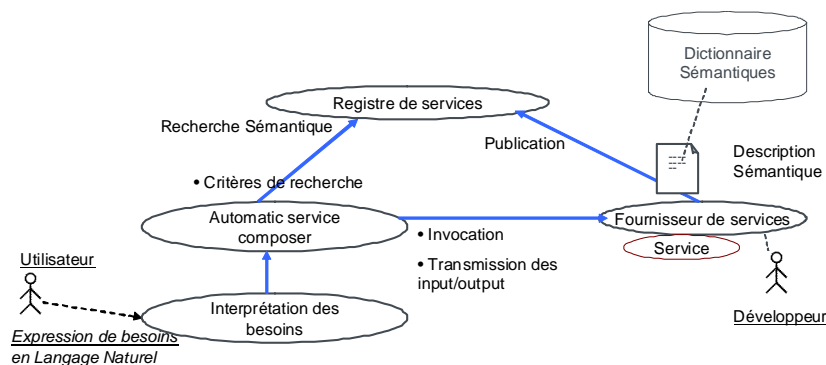 Dictionnaire
Sémantiques
Registre de services
Recherche Sémantique
Publication
Description
Sémantique
• Critères de recherche
Automatic service
composer
Fournisseur de services
Service
• Invocation
• Transmission des
input/output
Utilisateur
Interprétation des
besoins
Développeur
Expression de besoins
en Langage Naturel